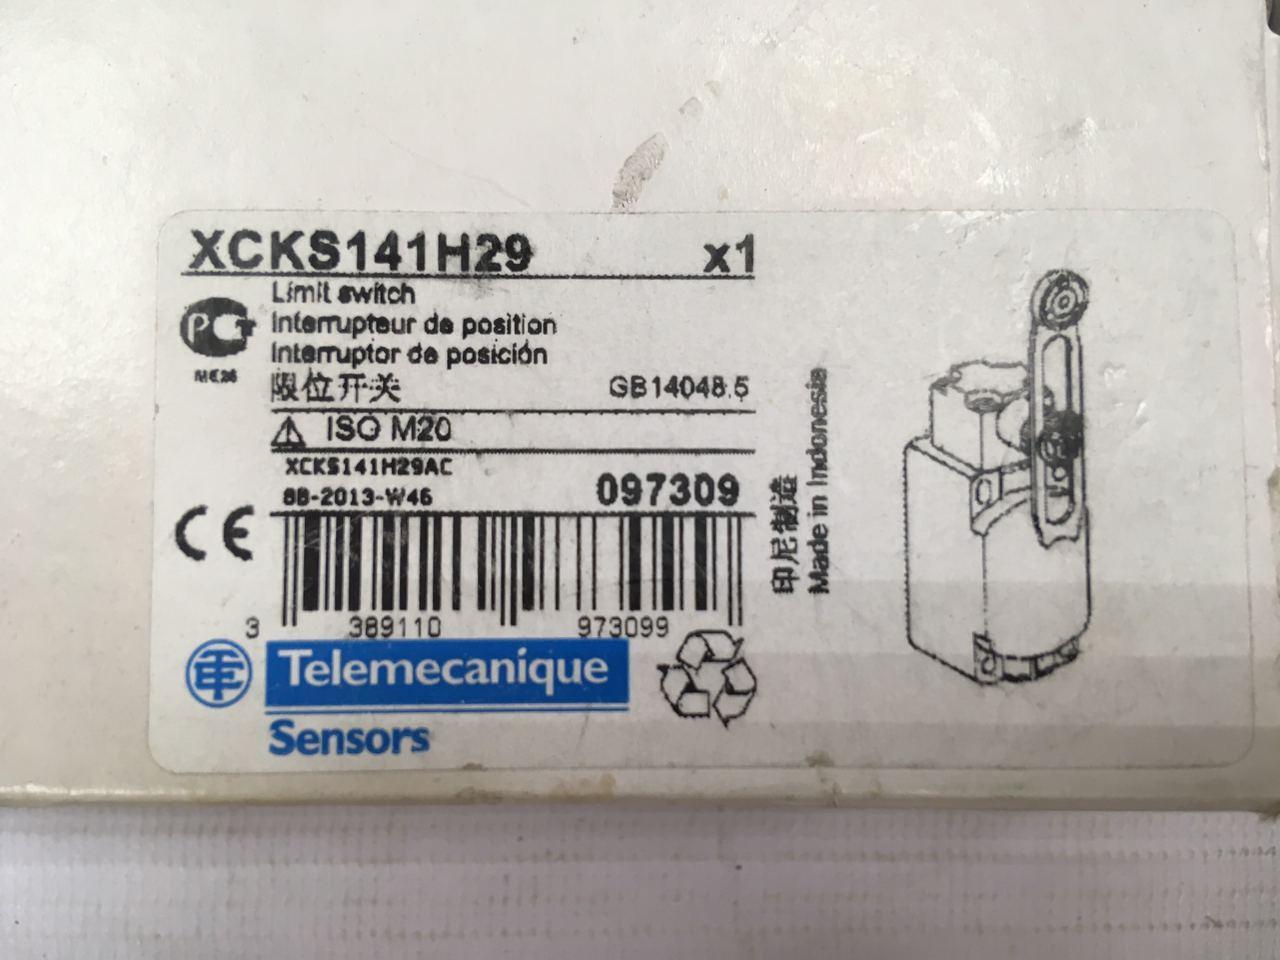 XCKS141H29 x1
Limit switch
Interrupteur de position
Interruptor de posición
限位开关 GB14048.5
ISO M20
XCKS141H29AC
8B-2013-W46 097309
3 389110 973099
Telemecanique
Sensors
印尼制造
Made in Indonesia